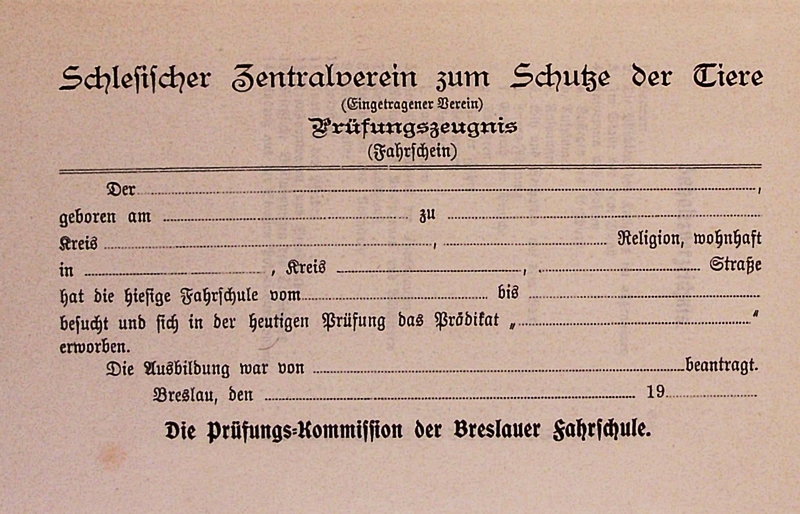 Schlesischer Zentralverein zum Schutze der Tiere
(Eingetragener Verein)
Prüfungszeugnis
(Fahrschein)
Der ,
geboren am zu
Kreis , Religion, wohnhaft
in , Kreis , Straße
hat die hiesige Fahrschule vom bis
besucht und sich in der heutigen Prüfung das Prädikat „ “
erworben.
Die Ausbildung war von beantragt.
Breslau, den 19
Die Prüfungs-Kommission der Breslauer Fahrschule.